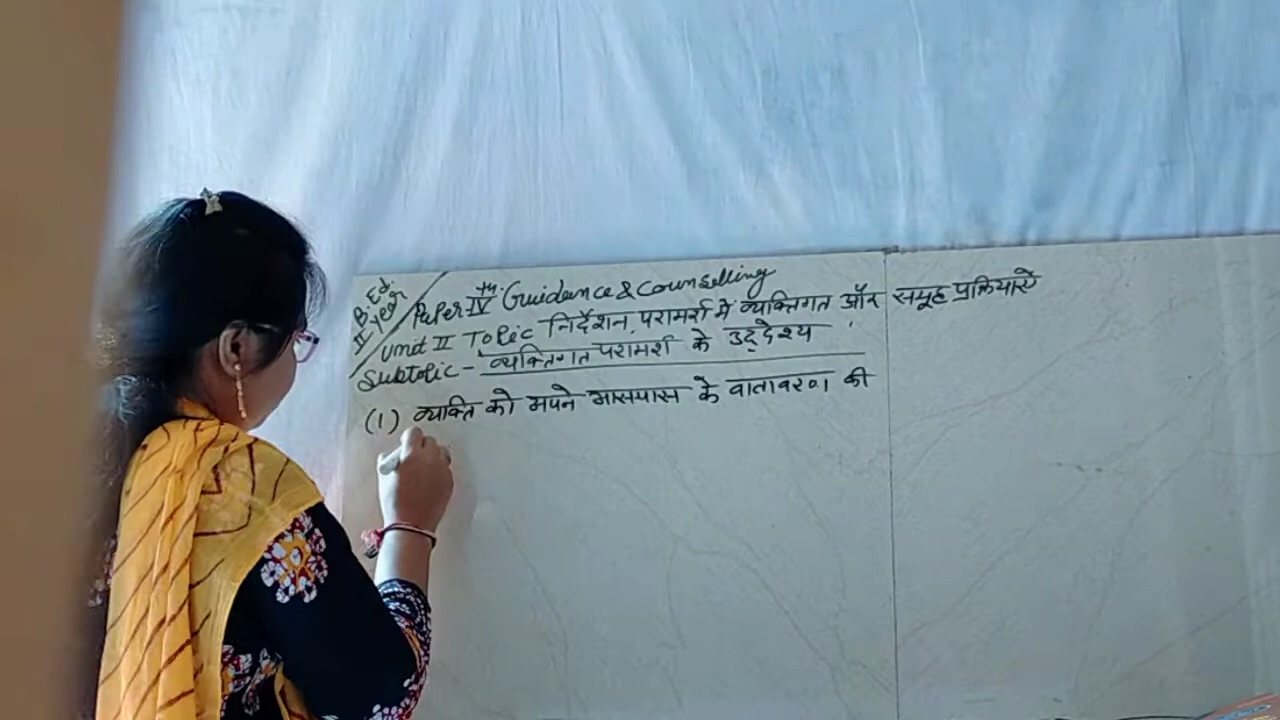 B.Ed.
II Year
Paper IVth. Guidance & Counselling
Unit II Topic निर्देशन, परामर्श में व्यक्तिगत और समूह प्रक्रियाऐं
Subtopic - व्यक्तिगत परामर्श के उद्देश्य
(1) व्यक्ति को अपने आसपास के वातावरण की